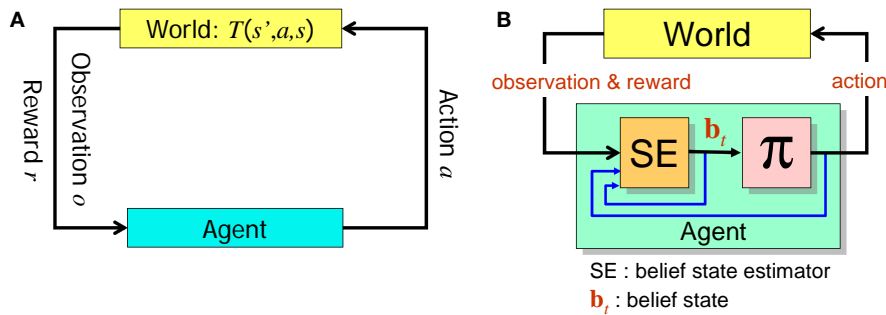 A
World: T(s',a,s)
Reward r
Observation o
Action a
Agent
B
World
observation & reward
action
b_t
SE
π
Agent
SE : belief state estimator
b_t : belief state